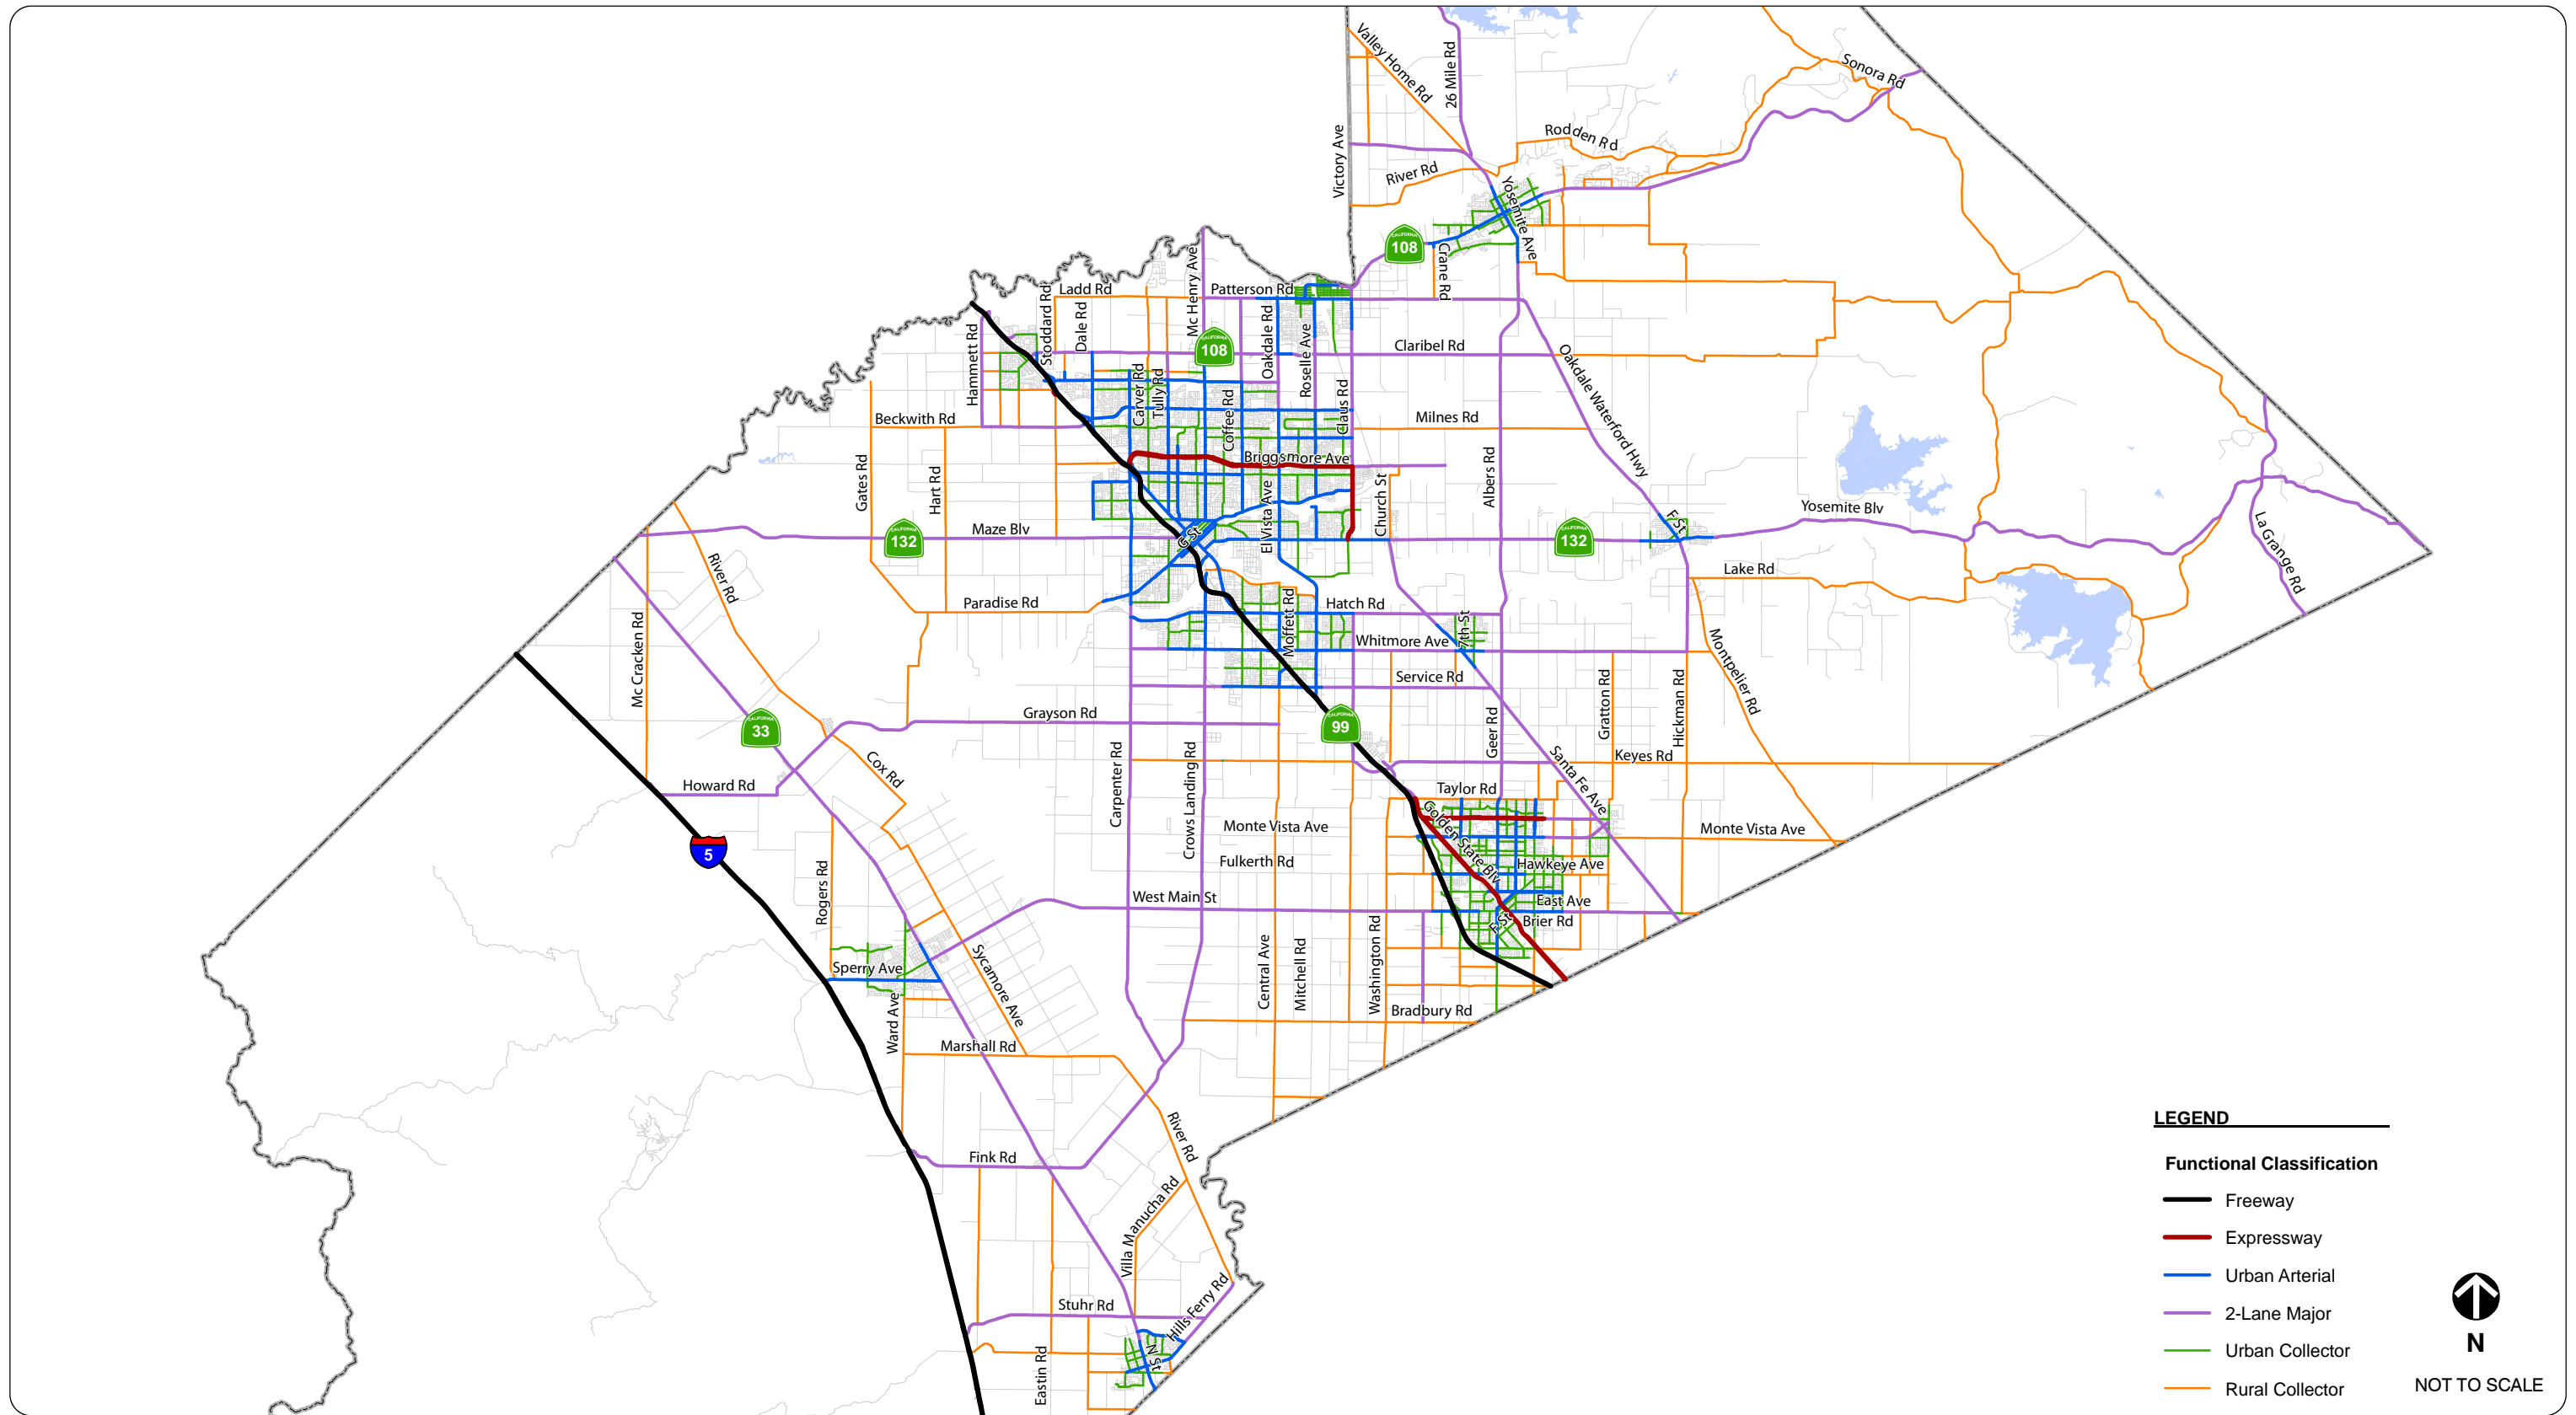 Valley Home Rd
26 Mile Rd
Sonora Rd
Victory Ave
Rodden Rd
River Rd
Yosemite Ave
CALIFORNIA
108
Crane Rd
Mc Henry Ave
Ladd Rd
Patterson Rd
Stoddard Rd
Dale Rd
Hammett Rd
CALIFORNIA
108
Oakdale Rd
Roselle Ave
Claribel Rd
Oakdale Waterford Hwy
Carver Rd
Tully Rd
Coffee Rd
Claus Rd
Beckwith Rd
Milnes Rd
Gates Rd
Hart Rd
Briggsmore Ave
Albers Rd
Church St
El Vista Ave
Yosemite Blv
F St
La Grange Rd
CALIFORNIA
132
Maze Blv
G St
CALIFORNIA
132
River Rd
Lake Rd
Paradise Rd
Moffett Rd
Hatch Rd
7th St
Whitmore Ave
Mc Cracken Rd
Service Rd
Gratton Rd
Hickman Rd
Montpelier Rd
CALIFORNIA
33
Grayson Rd
CALIFORNIA
99
Geer Rd
Santa Fe Ave
Keyes Rd
Cox Rd
Howard Rd
Carpenter Rd
Crows Landing Rd
Taylor Rd
Golden State Blv
Monte Vista Ave
Monte Vista Ave
5
Fulkerth Rd
Hawkeye Ave
Rogers Rd
West Main St
East Ave
F St
Brier Rd
Sperry Ave
Sycamore Ave
Central Ave
Mitchell Rd
Washington Rd
Ward Ave
Bradbury Rd
Marshall Rd
River Rd
Fink Rd
Villa Manucha Rd
Stuhr Rd
Hills Ferry Rd
N St
Eastin Rd
LEGEND
Functional Classification
Freeway
Expressway
Urban Arterial
2-Lane Major
Urban Collector
Rural Collector
N
NOT TO SCALE